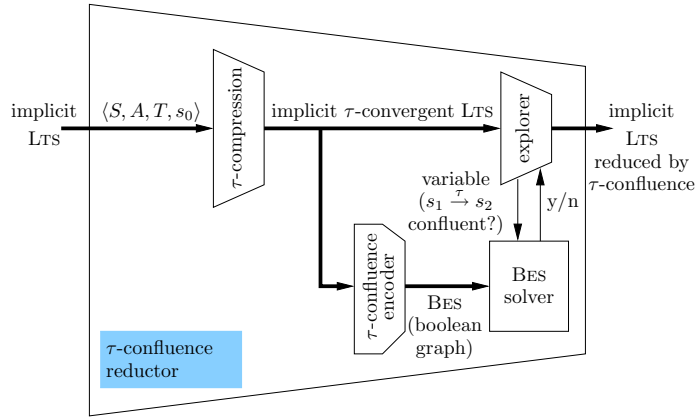 implicit
LTS
⟨S, A, T, s₀⟩
τ-compression
implicit τ-convergent LTS
explorer
implicit
LTS
reduced by
τ-confluence
variable
(s₁ →τ s₂
confluent?)
y/n
τ-confluence
encoder
BES
(boolean
graph)
BES
solver
τ-confluence
reductor